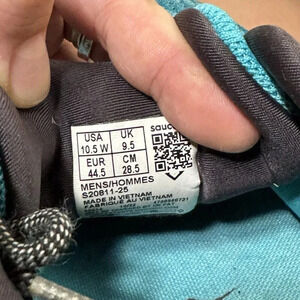 USA UK
10.5 W 9.5
EUR CM
44.5 28.5
MENS/HOMMES
S20811-25
MADE IN VIETNAM
FABRIQUE AU VIETNAM